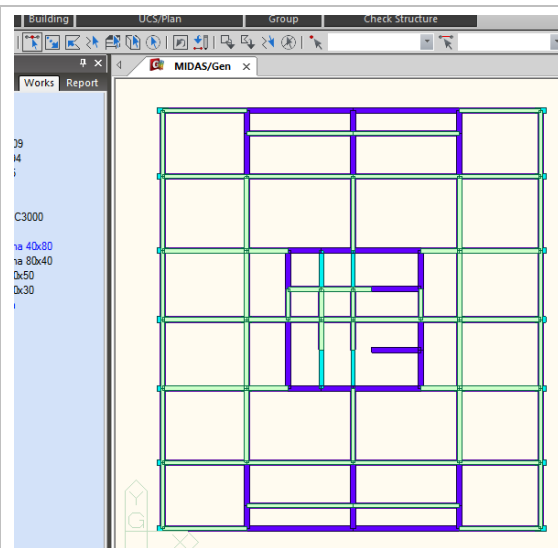 Building UCS/Plan Group Check Structure
MIDAS/Gen
Works Report
09
04
C3000
na 40x80
na 80x40
0x50
0x30
G
Y
X